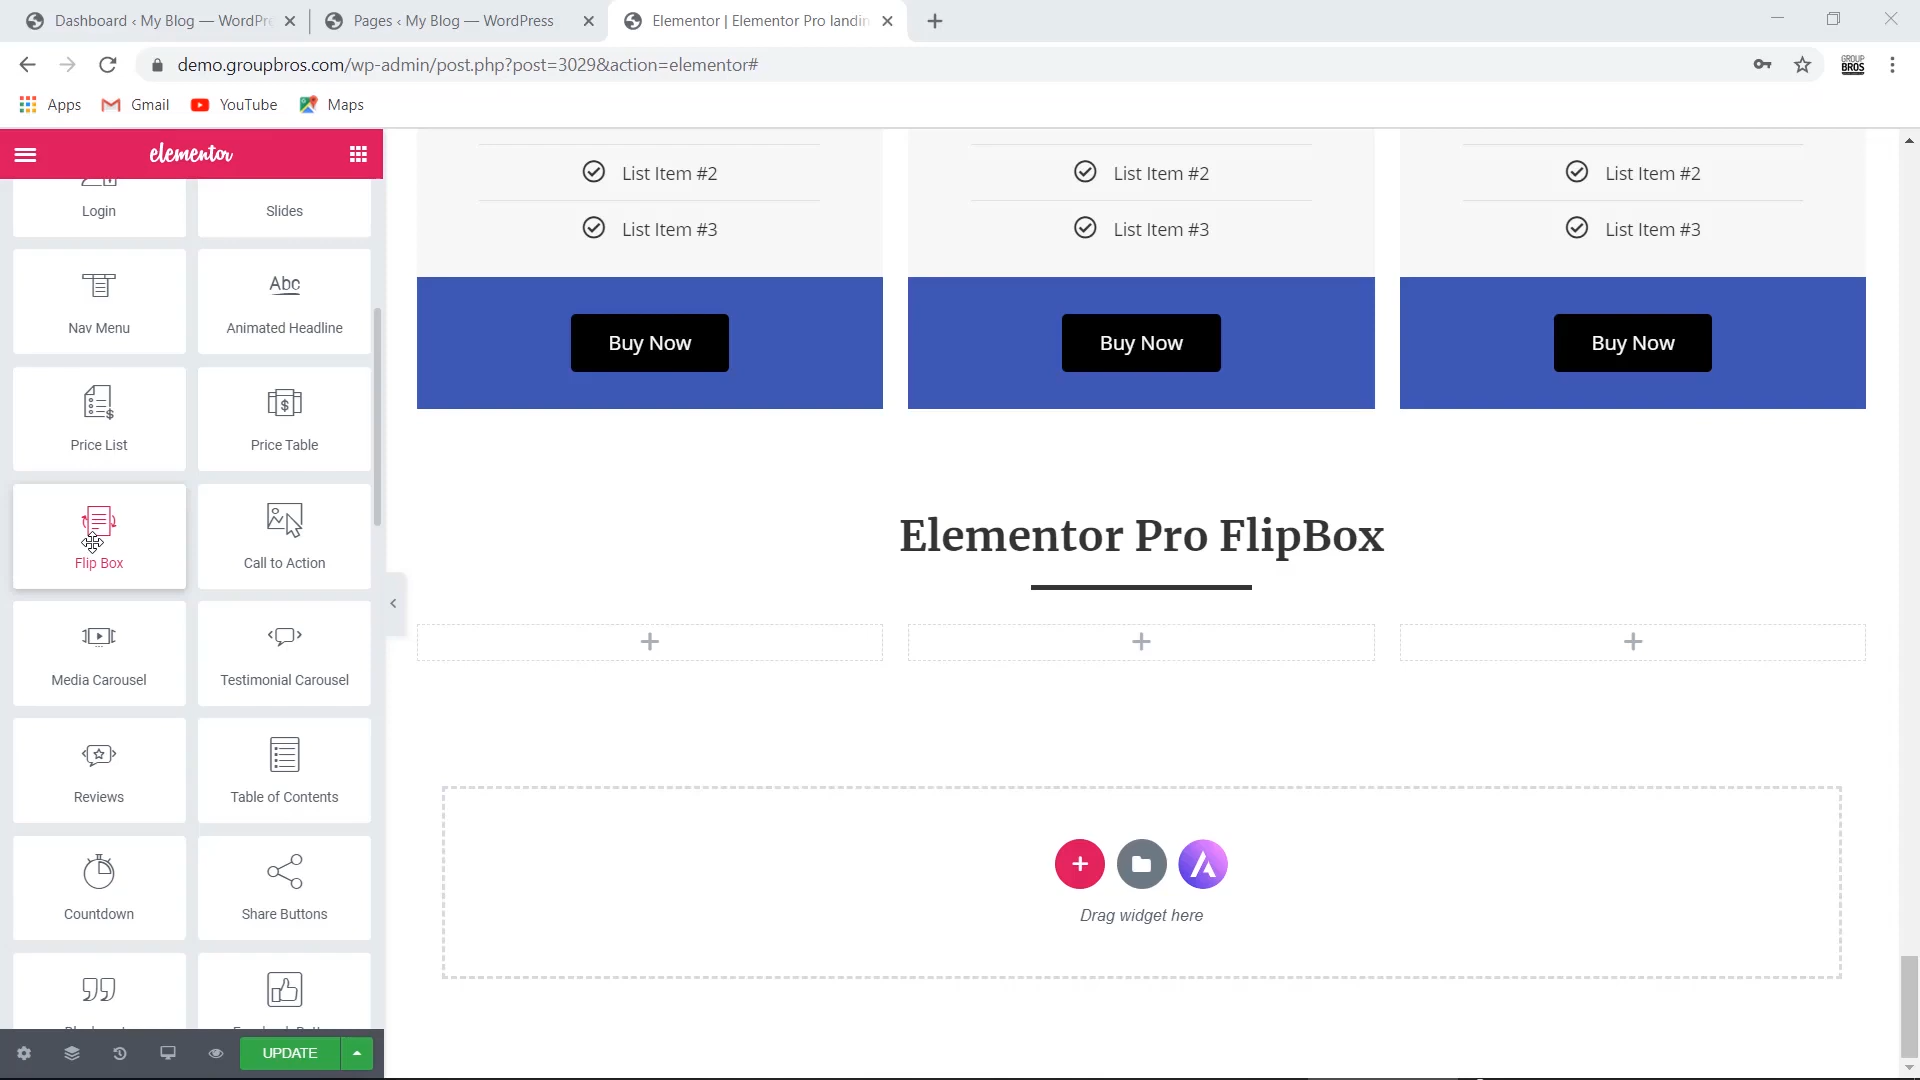 Dashboard ‹ My Blog — WordPre
Pages ‹ My Blog — WordPress
Elementor | Elementor Pro landin
demo.groupbros.com/wp-admin/post.php?post=3029&action=elementor#
GROUP
BROS
Apps
Gmail
YouTube
Maps
elementor
Login
Slides
Nav Menu
Abc
Animated Headline
Price List
Price Table
Flip Box
Call to Action
Media Carousel
Testimonial Carousel
Reviews
Table of Contents
Countdown
Share Buttons
UPDATE
List Item #2
List Item #2
List Item #2
List Item #3
List Item #3
List Item #3
Buy Now
Buy Now
Buy Now
Elementor Pro FlipBox
Drag widget here